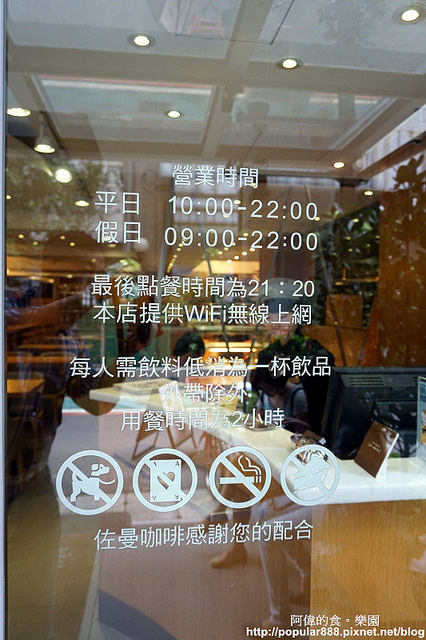 營業時間
平日 10:00-22:00
假日 09:00-22:00
最後點餐時間為21：20
本店提供WiFi無線上網
每人需飲料低消為一杯飲品
外帶除外
用餐時間為2小時
佐曼咖啡感謝您的配合
阿偉的食。樂園
http://popular888.pixnet.net/blog